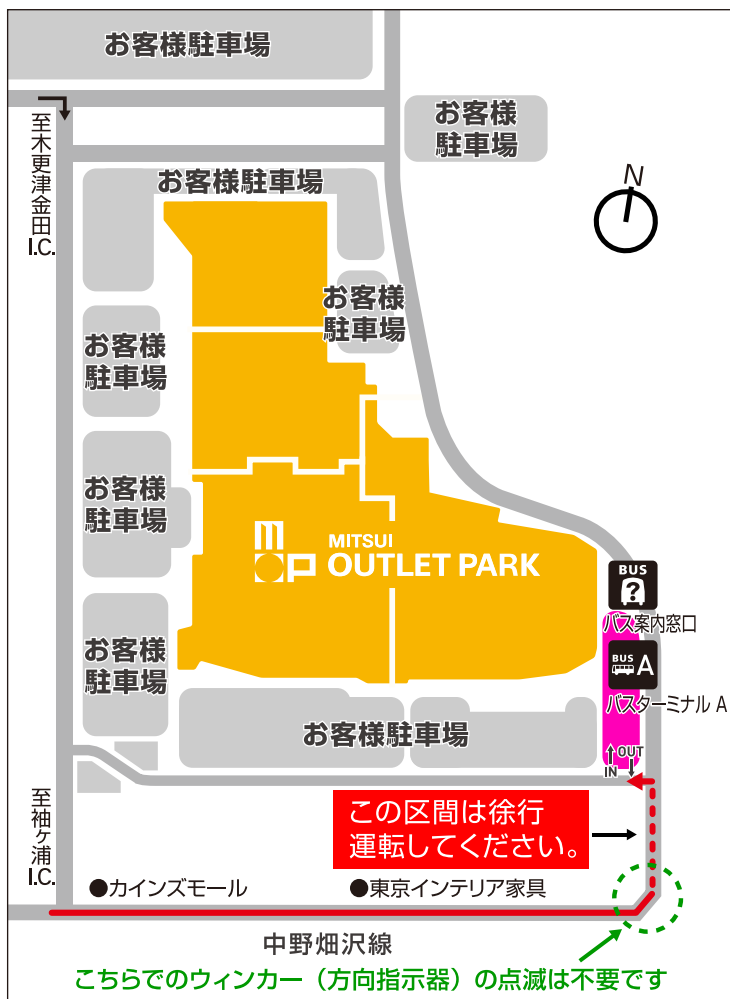 お客様駐車場
お客様
駐車場
至木更津金田I.C.
お客様駐車場
N
お客様
駐車場
お客様
駐車場
お客様
駐車場
MITSUI
OUTLET PARK
BUS
?
バス案内窓口
BUS
A
バスターミナル A
お客様
駐車場
お客様駐車場
IN
OUT
至袖ヶ浦I.C.
この区間は徐行
運転してください。
●カインズモール
●東京インテリア家具
中野畑沢線
こちらでのウィンカー（方向指示器）の点滅は不要です